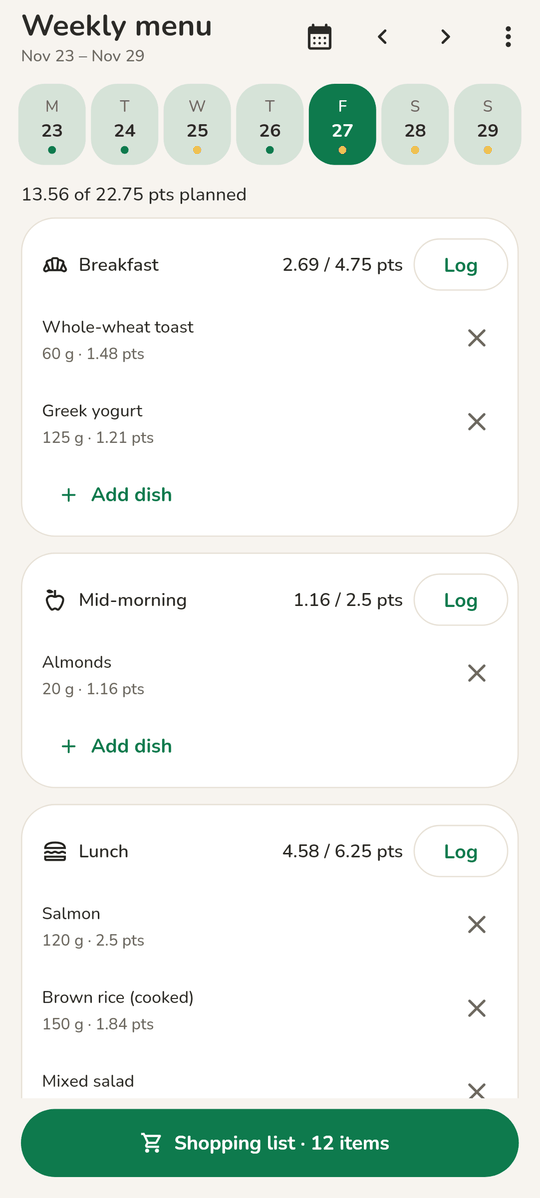 Weekly menu
Nov 23 – Nov 29
M T W T F S S
23 24 25 26 27 28 29
13.56 of 22.75 pts planned
Breakfast 2.69 / 4.75 pts Log
Whole-wheat toast
60 g · 1.48 pts
Greek yogurt
125 g · 1.21 pts
+ Add dish
Mid-morning 1.16 / 2.5 pts Log
Almonds
20 g · 1.16 pts
+ Add dish
Lunch 4.58 / 6.25 pts Log
Salmon
120 g · 2.5 pts
Brown rice (cooked)
150 g · 1.84 pts
Mixed salad
Shopping list · 12 items